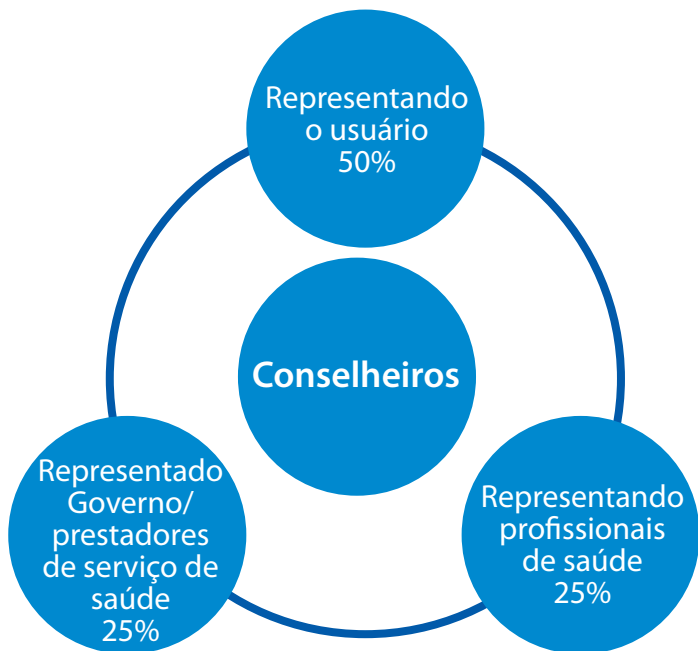 Representando
o usuário
50%
Conselheiros
Representado
Governo/
prestadores
de serviço de
saúde
25%
Representando
profissionais
de saúde
25%